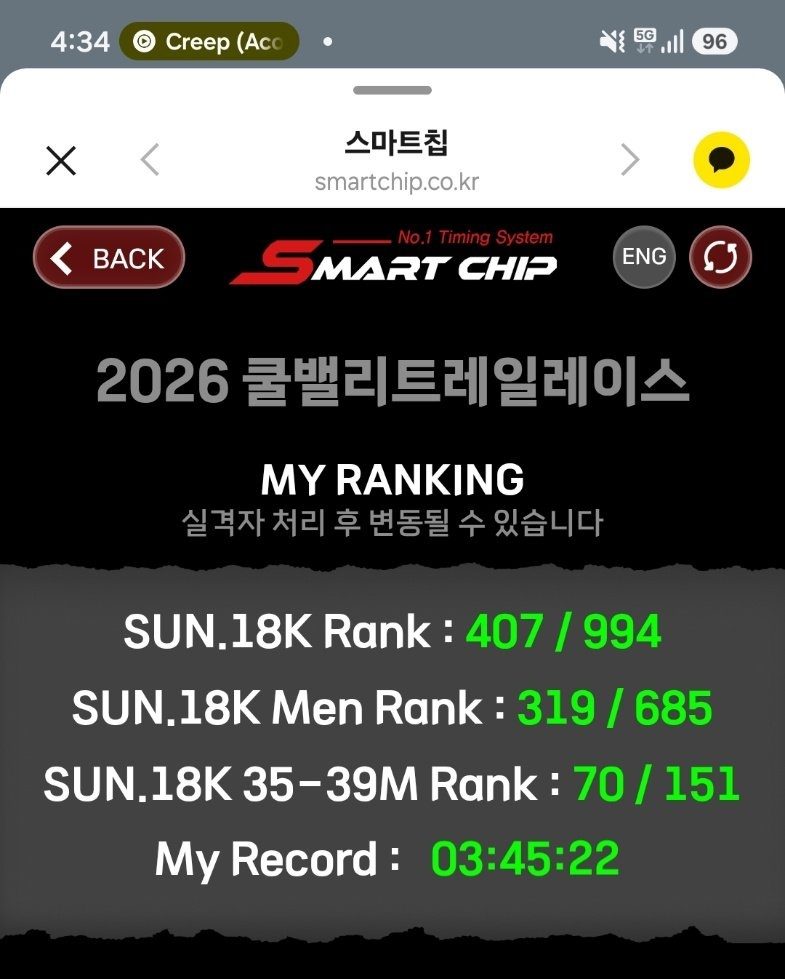 4:34 Creep (Aco 5G 96
스마트칩
smartchip.co.kr
BACK
No.1 Timing System
SMART CHIP
ENG
2026 쿨밸리트레일레이스
MY RANKING
실격자 처리 후 변동될 수 있습니다
SUN.18K Rank : 407 / 994
SUN.18K Men Rank : 319 / 685
SUN.18K 35-39M Rank : 70 / 151
My Record : 03:45:22